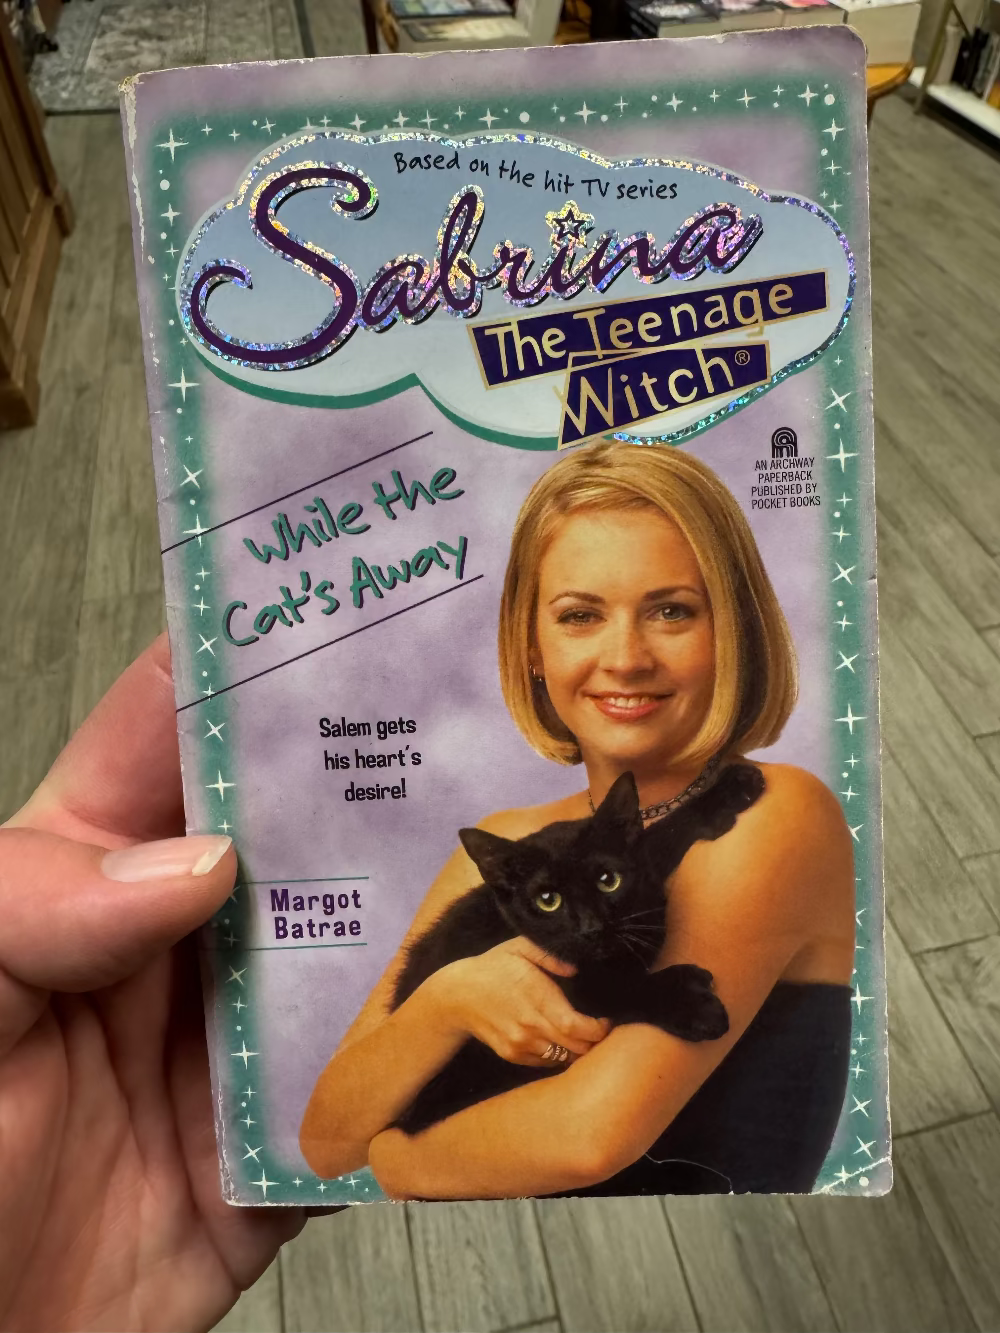 Based on the hit TV series
Sabrina
The Teenage
Witch®
AN ARCHWAY
PAPERBACK
PUBLISHED BY
POCKET BOOKS
While the
Cat's Away
Salem gets
his heart's
desire!
Margot
Batrae